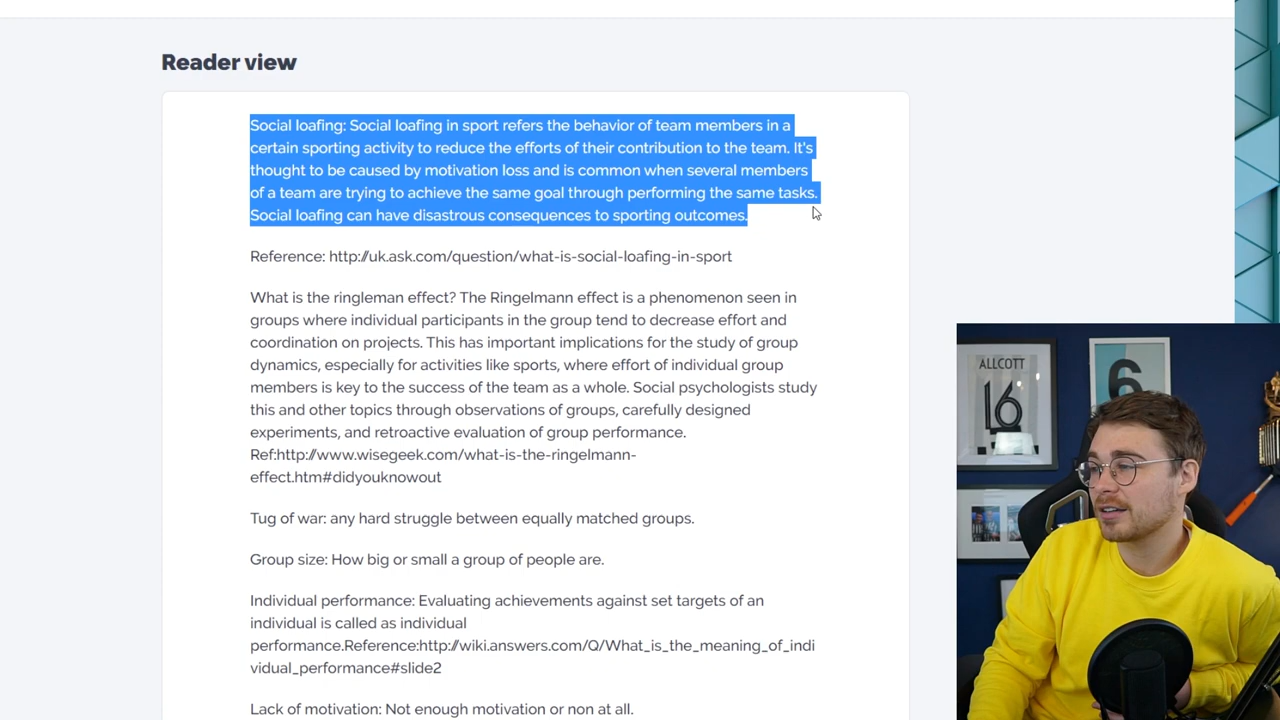 Reader view
Social loafing: Social loafing in sport refers the behavior of team members in a
certain sporting activity to reduce the efforts of their contribution to the team. It's
thought to be caused by motivation loss and is common when several members
of a team are trying to achieve the same goal through performing the same tasks.
Social loafing can have disastrous consequences to sporting outcomes.
Reference: http://uk.ask.com/question/what-is-social-loafing-in-sport
What is the ringleman effect? The Ringelmann effect is a phenomenon seen in
groups where individual participants in the group tend to decrease effort and
coordination on projects. This has important implications for the study of group
dynamics, especially for activities like sports, where effort of individual group
members is key to the success of the team as a whole. Social psychologists study
this and other topics through observations of groups, carefully designed
experiments, and retroactive evaluation of group performance.
Ref:http://www.wisegeek.com/what-is-the-ringelmann-
effect.htm#didyouknowout
Tug of war: any hard struggle between equally matched groups.
Group size: How big or small a group of people are.
Individual performance: Evaluating achievements against set targets of an
individual is called as individual
performance.Reference:http://wiki.answers.com/Q/What_is_the_meaning_of_indi
vidual_performance#slide2
Lack of motivation: Not enough motivation or non at all.
ALLCOTT
16
6